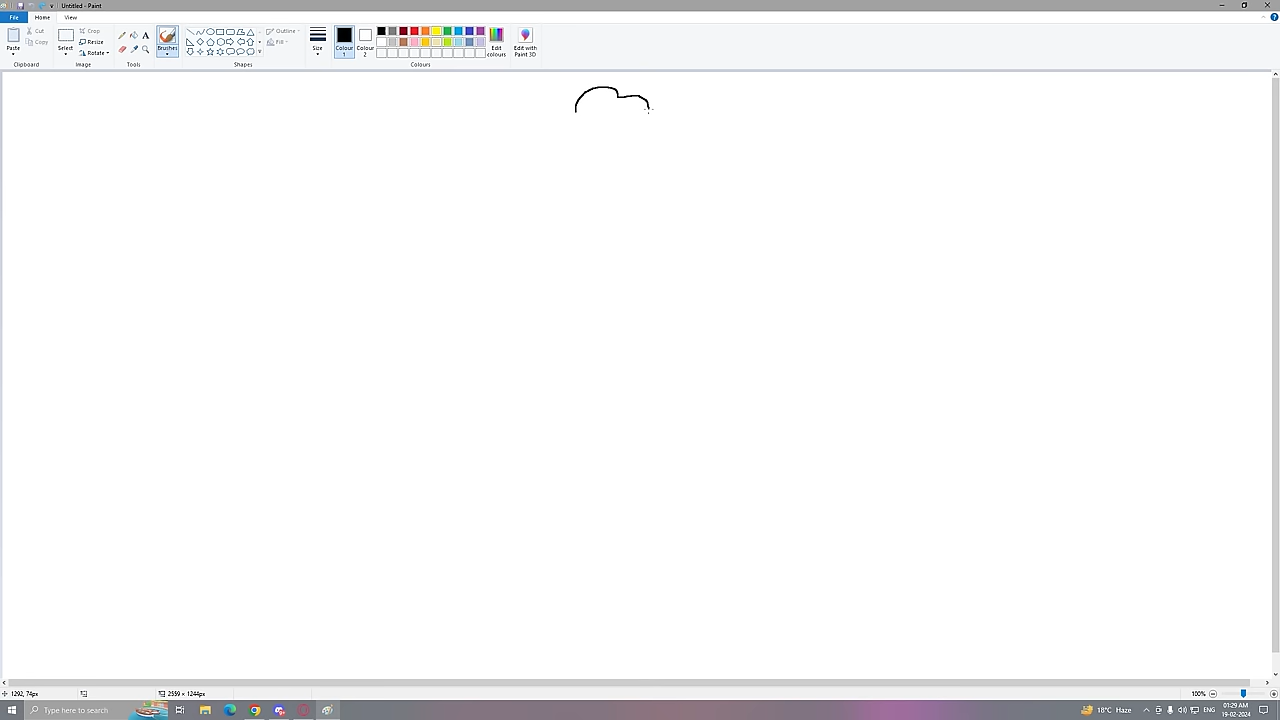 Untitled - Paint
File Home View
Paste
Cut
Copy
Clipboard
Select
Crop
Resize
Rotate
Image
Tools
Brushes
Shapes
Outline
Fill
Size
Colour 1
Colour 2
Colours
Edit colours
Edit with Paint 3D
1292, 74px
2559 × 1244px
100%
Type here to search
18°C Haze
ENG
01:29 AM
19-02-2024